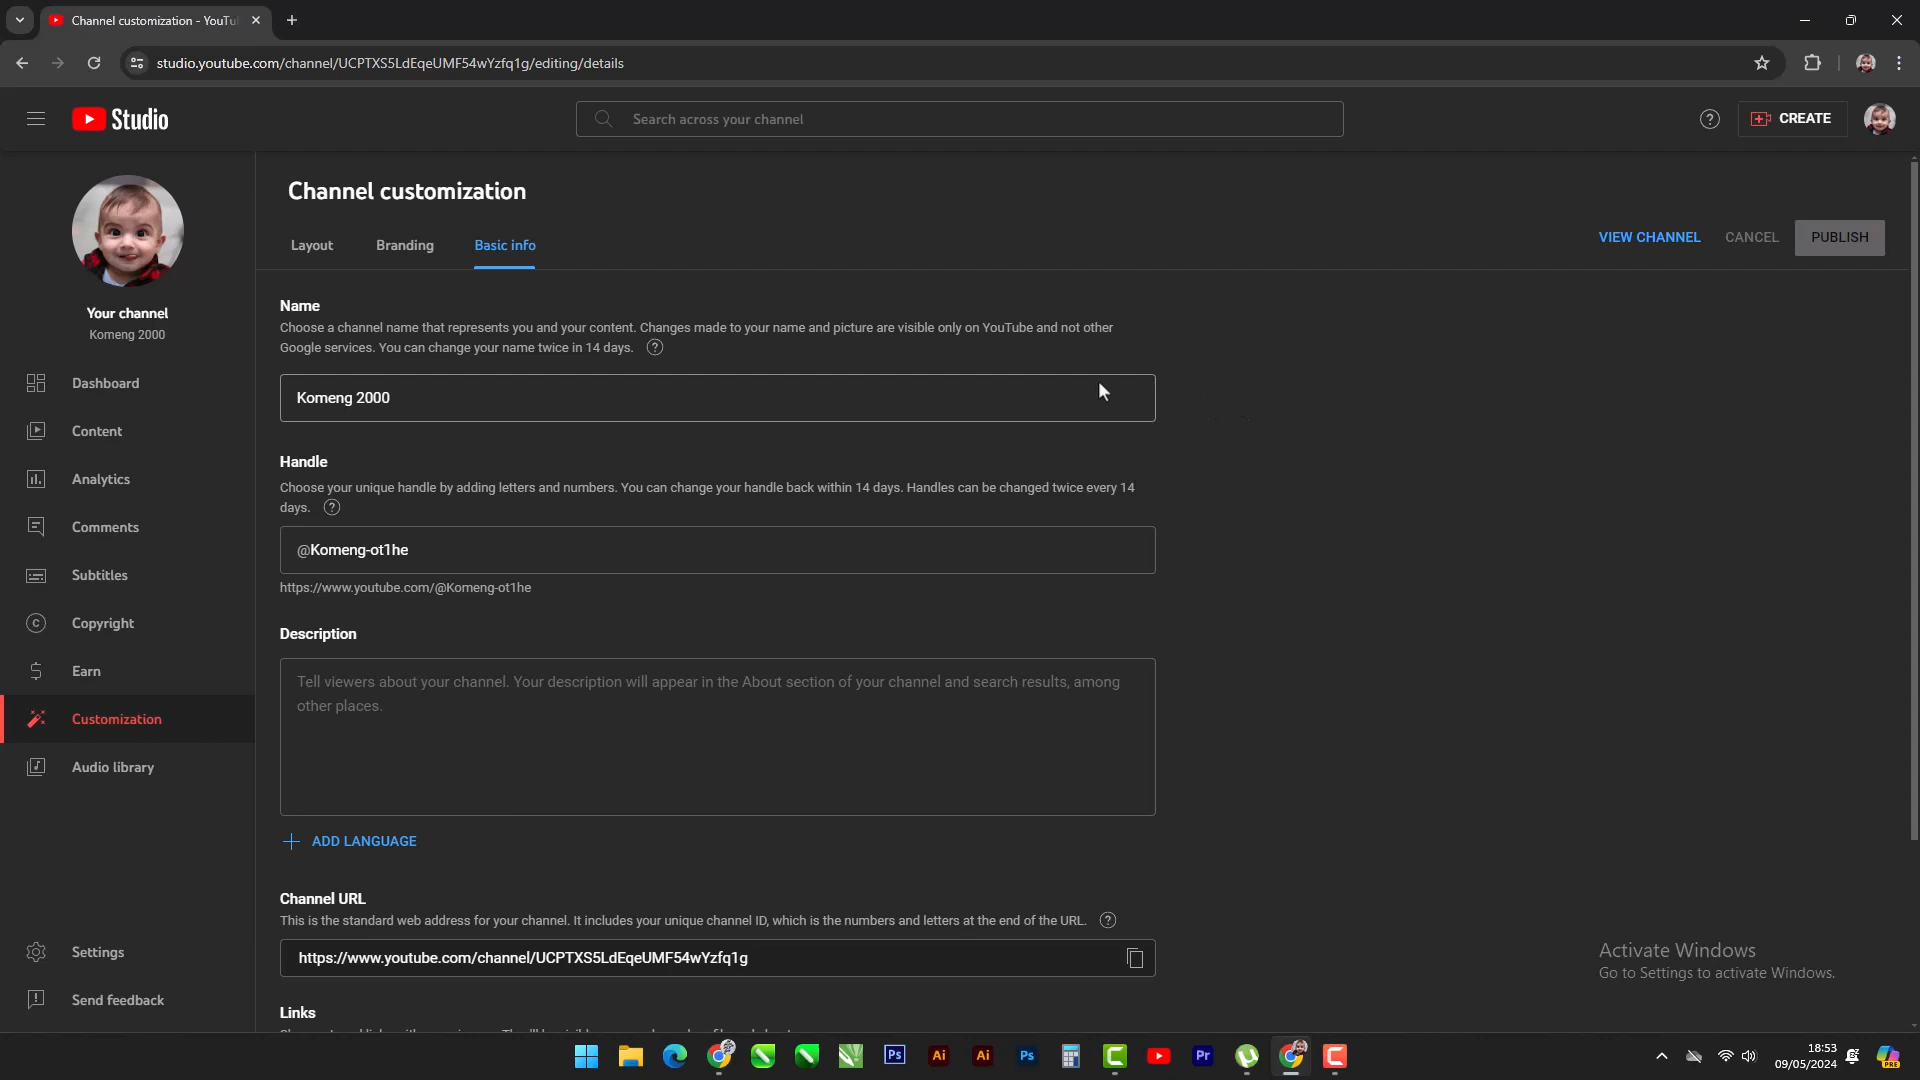 Channel customization - YouTu
studio.youtube.com/channel/UCPTXS5LdEqeUMF54wYzfq1g/editing/details
Studio
Search across your channel
CREATE
Your channel
Komeng 2000
Dashboard
Content
Analytics
Comments
Subtitles
Copyright
Earn
Customization
Audio library
Settings
Send feedback
Channel customization
Layout
Branding
Basic info
VIEW CHANNEL
CANCEL
PUBLISH
Name
Choose a channel name that represents you and your content. Changes made to your name and picture are visible only on YouTube and not other
Google services. You can change your name twice in 14 days.
Komeng 2000
Handle
Choose your unique handle by adding letters and numbers. You can change your handle back within 14 days. Handles can be changed twice every 14
days.
@Komeng-ot1he
https://www.youtube.com/@Komeng-ot1he
Description
Tell viewers about your channel. Your description will appear in the About section of your channel and search results, among
other places.
ADD LANGUAGE
Channel URL
This is the standard web address for your channel. It includes your unique channel ID, which is the numbers and letters at the end of the URL.
https://www.youtube.com/channel/UCPTXS5LdEqeUMF54wYzfq1g
Links
Activate Windows
Go to Settings to activate Windows.
Ps
Ai
Ai
Ps
Pr
18:53
09/05/2024
PRE